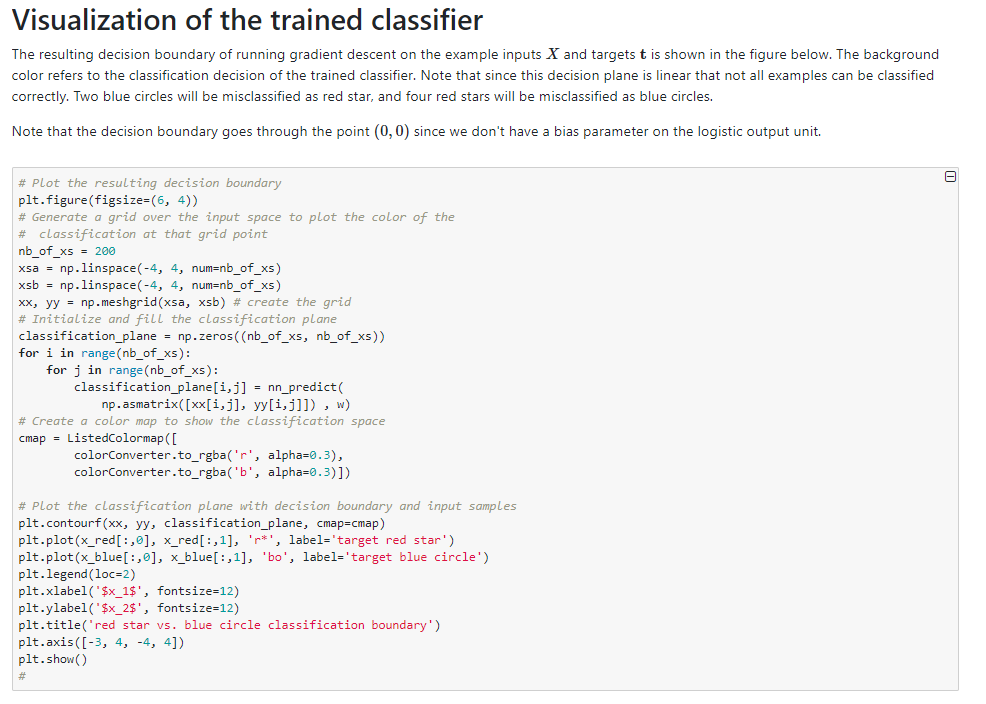 Visualization of the trained classifier
The resulting decision boundary of running gradient descent on the example inputs X and targets t is shown in the figure below. The background
color refers to the classification decision of the trained classifier. Note that since this decision plane is linear that not all examples can be classified
correctly. Two blue circles will be misclassified as red star, and four red stars will be misclassified as blue circles.
Note that the decision boundary goes through the point (0, 0) since we don't have a bias parameter on the logistic output unit.
# Plot the resulting decision boundary
plt.figure(figsize=(6, 4))
# Generate a grid over the input space to plot the color of the
#  classification at that grid point
nb_of_xs = 200
xsa = np.linspace(-4, 4, num=nb_of_xs)
xsb = np.linspace(-4, 4, num=nb_of_xs)
xx, yy = np.meshgrid(xsa, xsb) # create the grid
# Initialize and fill the classification plane
classification_plane = np.zeros((nb_of_xs, nb_of_xs))
for i in range(nb_of_xs):
    for j in range(nb_of_xs):
        classification_plane[i,j] = nn_predict(
            np.asmatrix([xx[i,j], yy[i,j]]) , w)
# Create a color map to show the classification space
cmap = ListedColormap([
        colorConverter.to_rgba('r', alpha=0.3),
        colorConverter.to_rgba('b', alpha=0.3)])
# Plot the classification plane with decision boundary and input samples
plt.contourf(xx, yy, classification_plane, cmap=cmap)
plt.plot(x_red[:,0], x_red[:,1], 'r*', label='target red star')
plt.plot(x_blue[:,0], x_blue[:,1], 'bo', label='target blue circle')
plt.legend(loc=2)
plt.xlabel('$x_1$', fontsize=12)
plt.ylabel('$x_2$', fontsize=12)
plt.title('red star vs. blue circle classification boundary')
plt.axis([-3, 4, -4, 4])
plt.show()
#